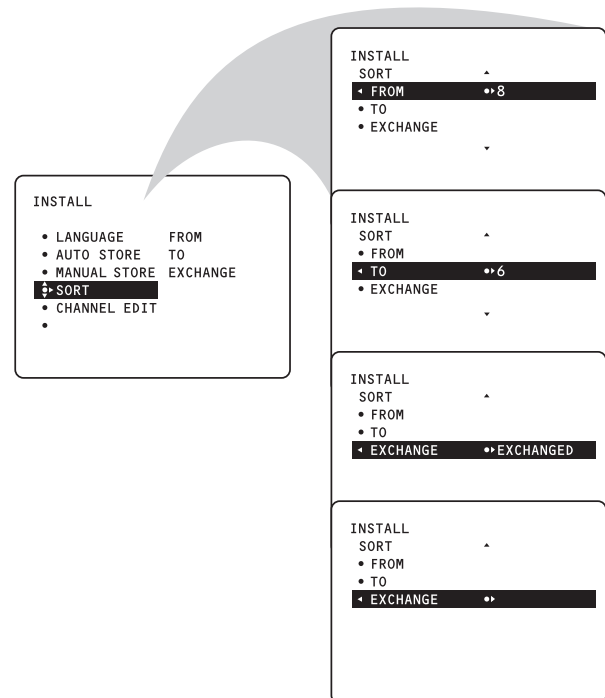 INSTALL
• LANGUAGE FROM
• AUTO STORE TO
• MANUAL STORE EXCHANGE
SORT
• CHANNEL EDIT
•
INSTALL
SORT
FROM 8
• TO
• EXCHANGE
INSTALL
SORT
• FROM
TO 6
• EXCHANGE
INSTALL
SORT
• FROM
• TO
EXCHANGE EXCHANGED
INSTALL
SORT
• FROM
• TO
EXCHANGE